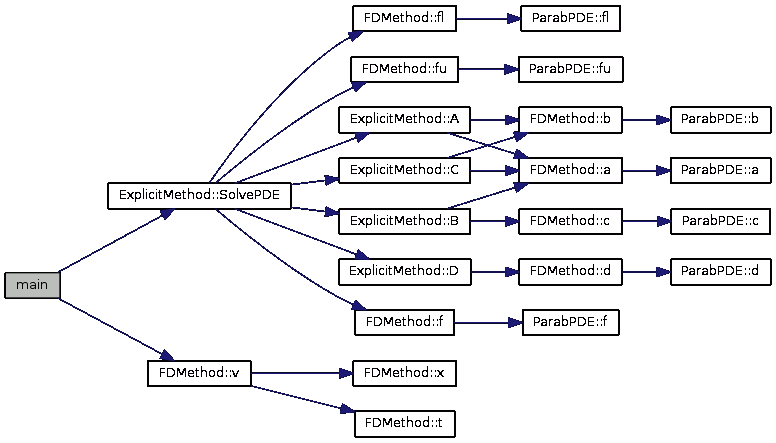 FDMethod::fl
ParabPDE::fl
FDMethod::fu
ParabPDE::fu
ExplicitMethod::A
FDMethod::b
ParabPDE::b
ExplicitMethod::C
FDMethod::a
ParabPDE::a
ExplicitMethod::SolvePDE
ExplicitMethod::B
FDMethod::c
ParabPDE::c
ExplicitMethod::D
FDMethod::d
ParabPDE::d
main
FDMethod::f
ParabPDE::f
FDMethod::v
FDMethod::x
FDMethod::t